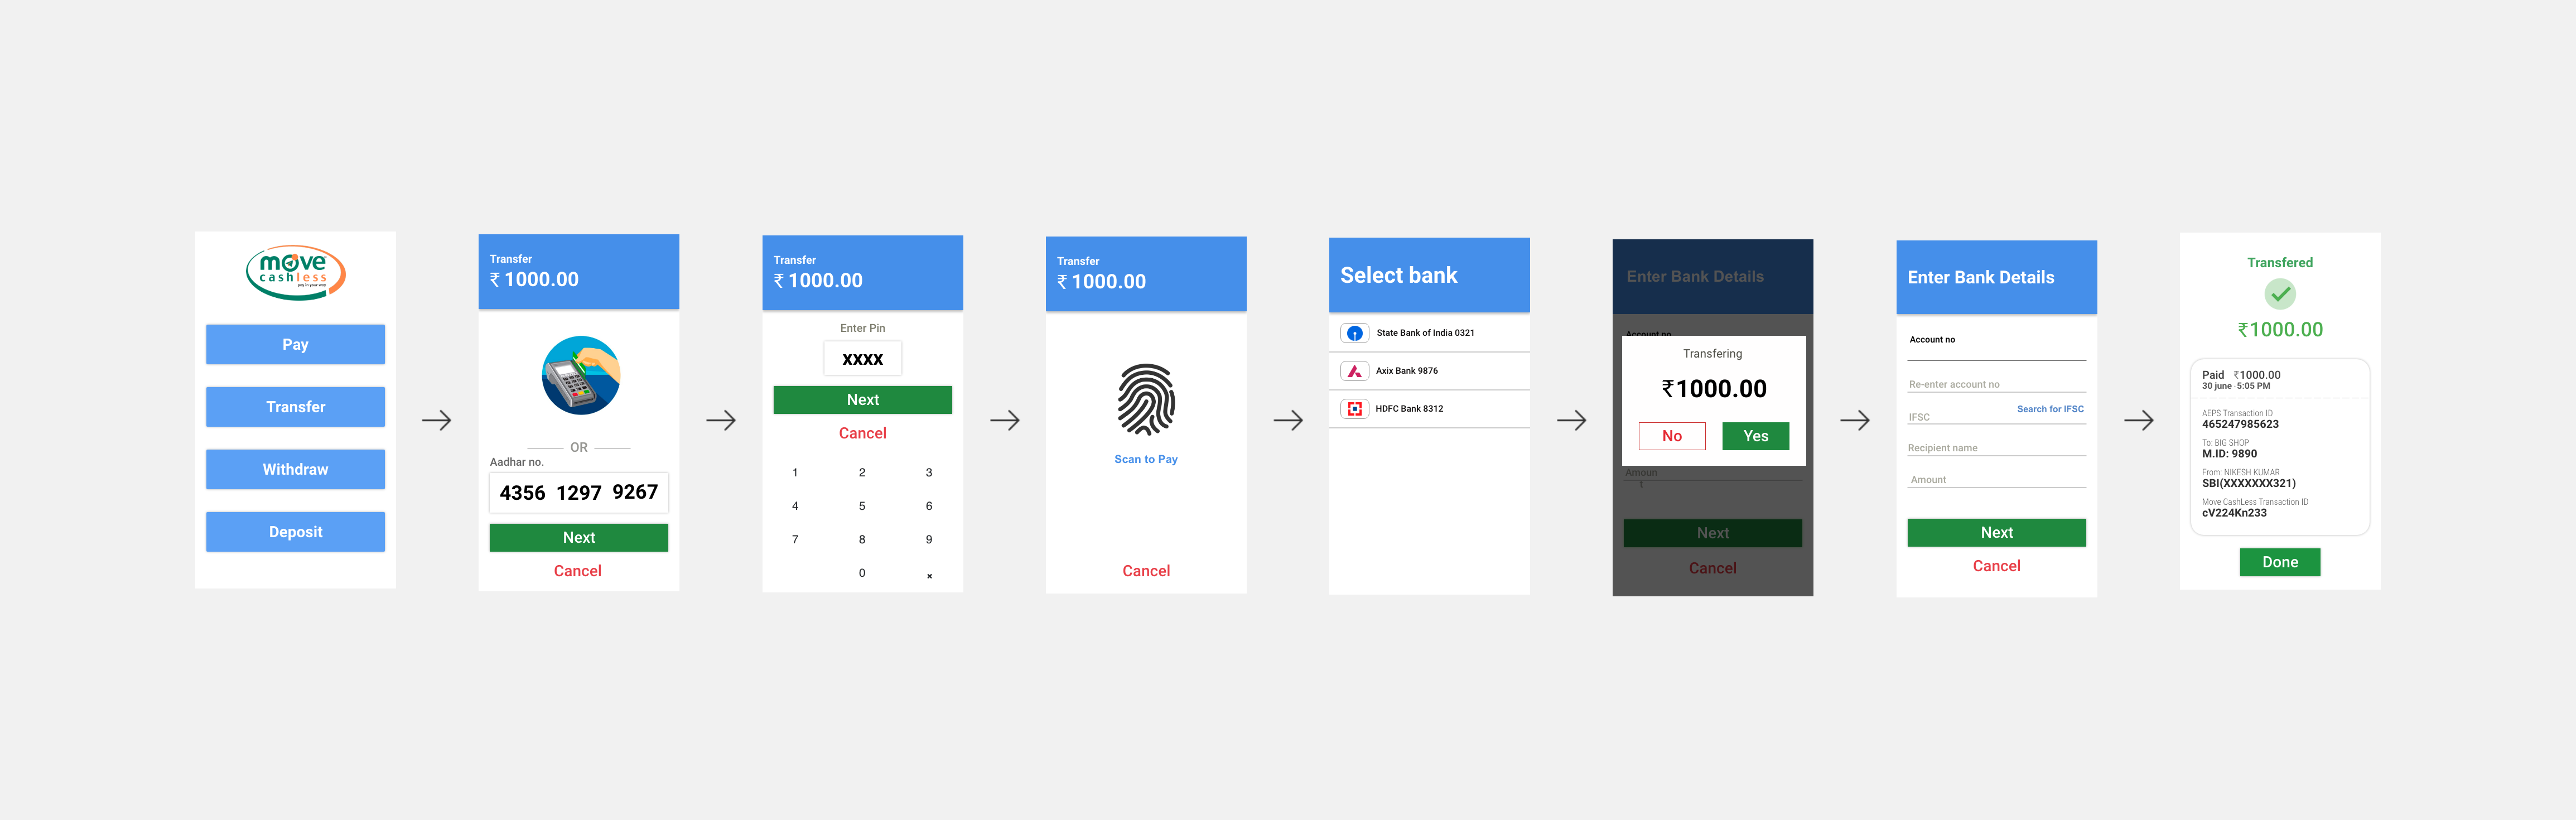 move
cashless
pay in your way
Pay
Transfer
Withdraw
Deposit
Transfer
₹ 1000.00
OR
Aadhar no.
4356 1297 9267
Next
Cancel
Transfer
₹ 1000.00
Enter Pin
xxxx
Next
Cancel
1 2 3
4 5 6
7 8 9
0 ×
Transfer
₹ 1000.00
Scan to Pay
Cancel
Select bank
State Bank of India 0321
Axix Bank 9876
HDFC Bank 8312
Enter Bank Details
Account no
Transfering
₹1000.00
No Yes
Amoun
t
Next
Cancel
Enter Bank Details
Account no
Re-enter account no
IFSC Search for IFSC
Recipient name
Amount
Next
Cancel
Transfered
₹1000.00
Paid ₹1000.00
30 june · 5:05 PM
AEPS Transaction ID
465247985623
To: BIG SHOP
M.ID: 9890
From: NIKESH KUMAR
SBI(XXXXXXX321)
Move CashLess Transaction ID
cV224Kn233
Done